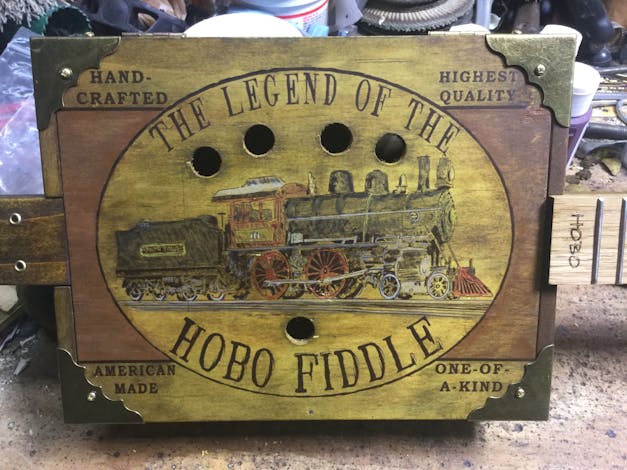 HAND-
CRAFTED
HIGHEST
QUALITY
THE LEGEND OF THE
HOBO
HOBO FIDDLE
AMERICAN
MADE
ONE-OF-
A-KIND